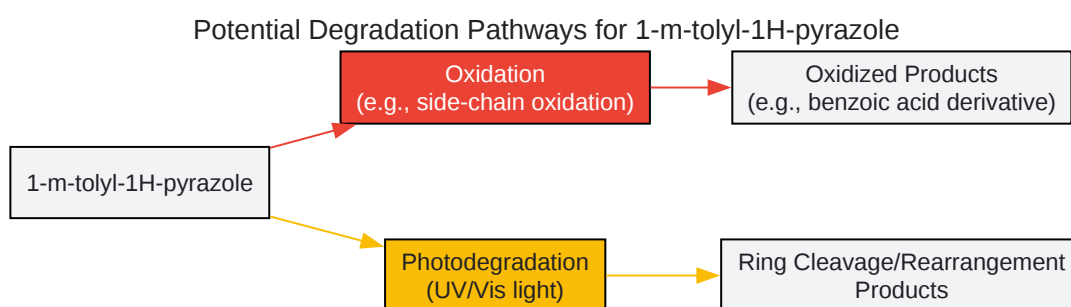 Potential Degradation Pathways for 1-m-tolyl-1H-pyrazole
Oxidation
(e.g., side-chain oxidation)
Oxidized Products
(e.g., benzoic acid derivative)
1-m-tolyl-1H-pyrazole
Photodegradation
(UV/Vis light)
Ring Cleavage/Rearrangement
Products